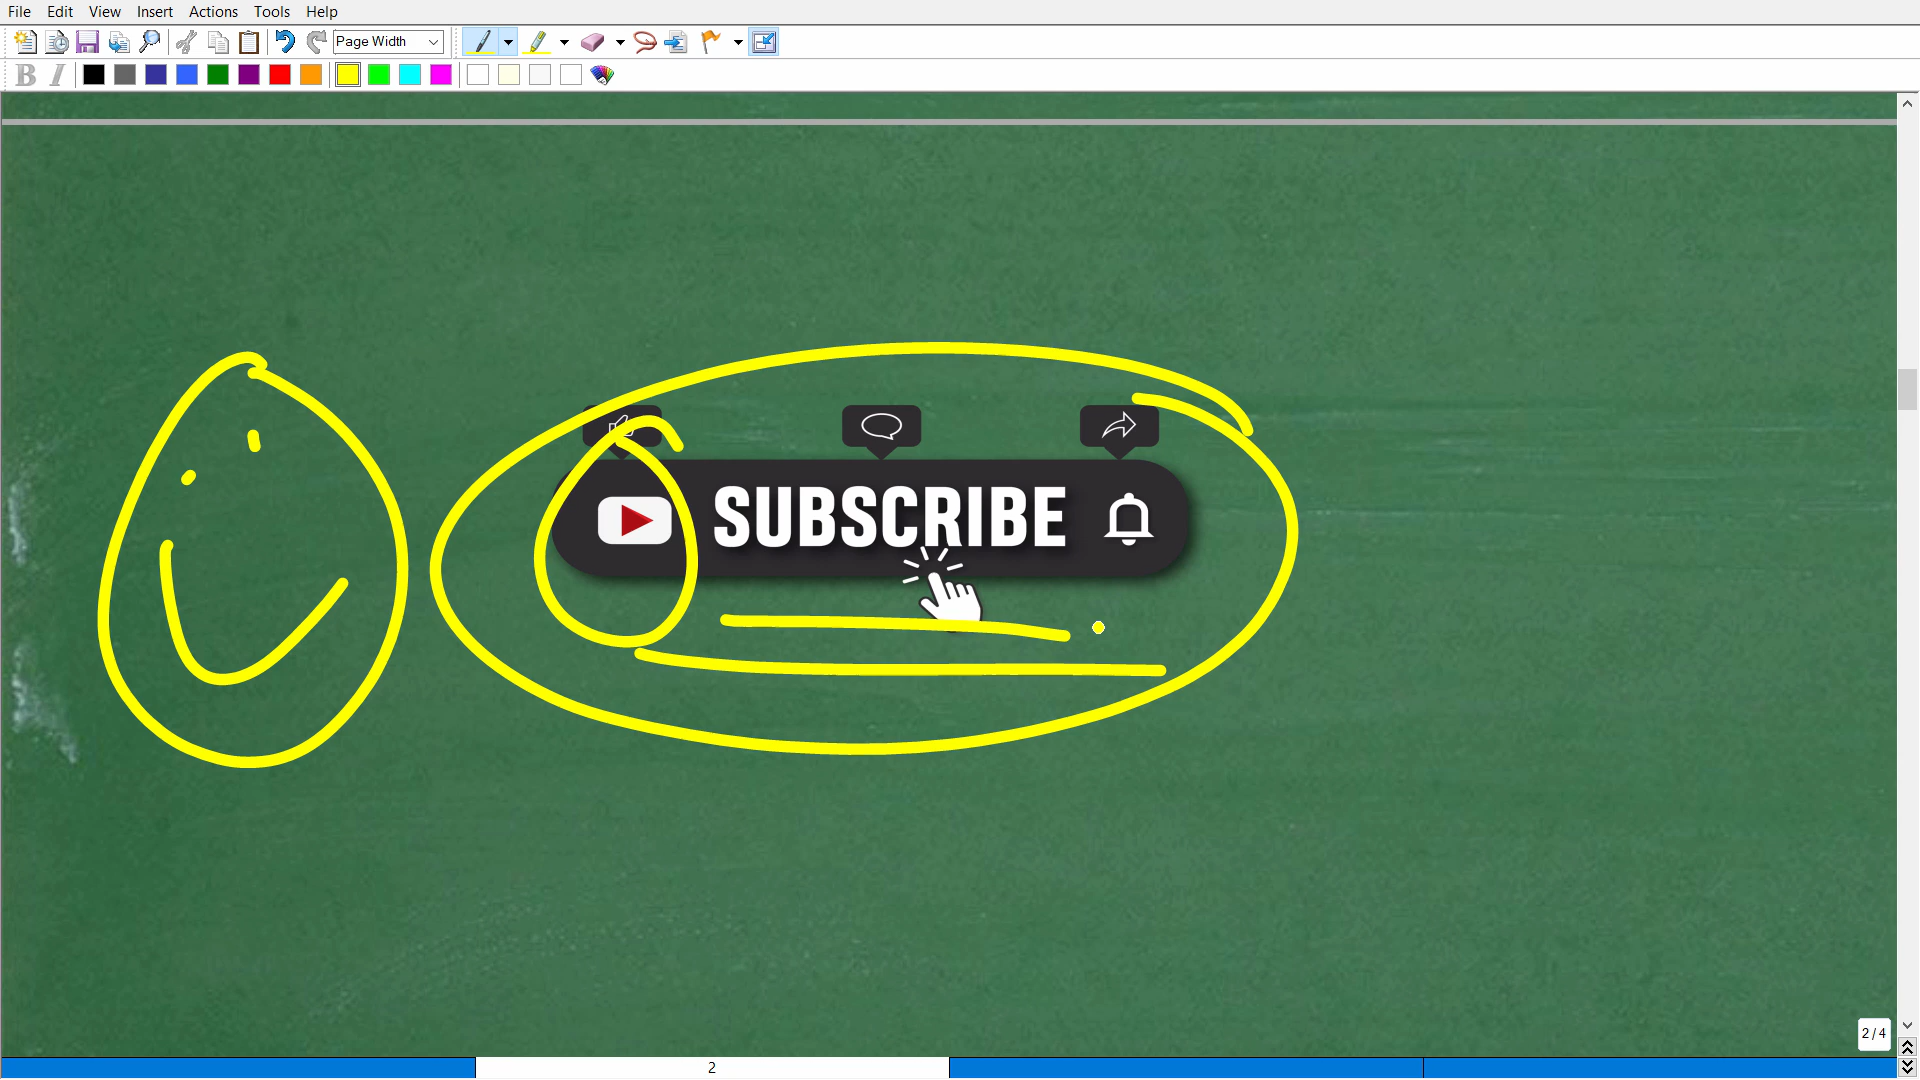 File Edit View Insert Actions Tools Help
Page Width
B I
SUBSCRIBE
2 / 4
2